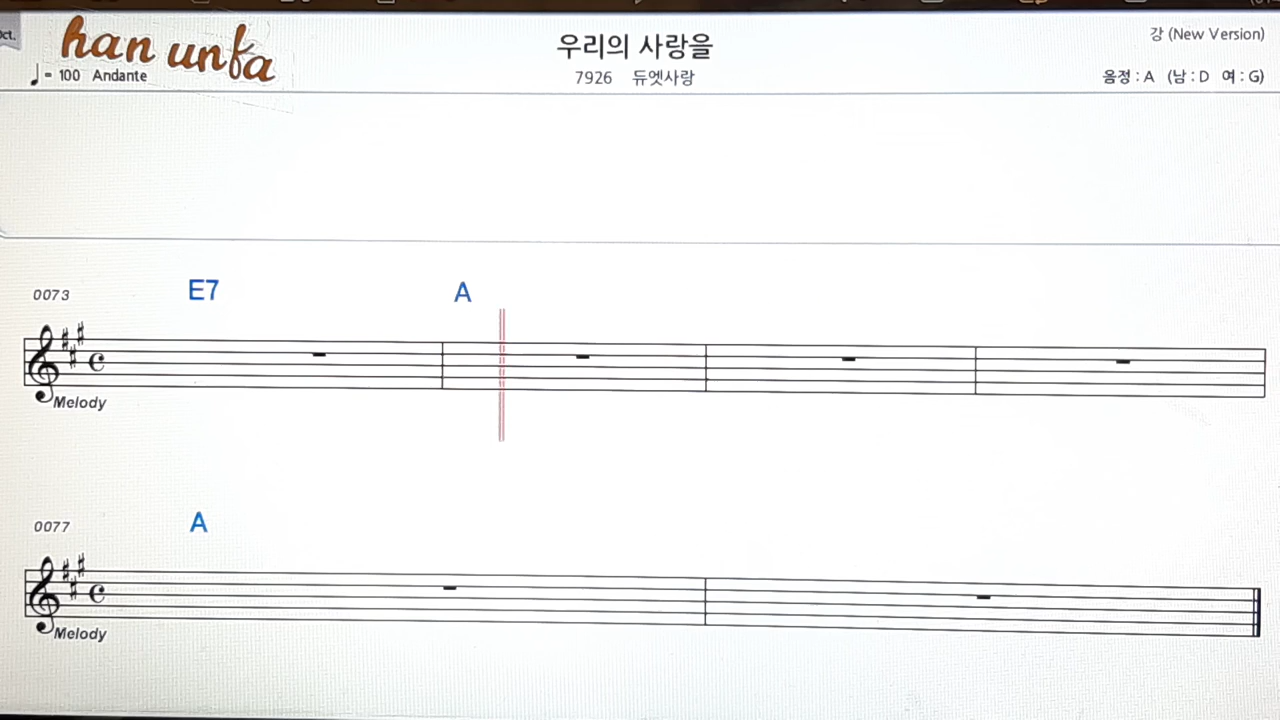 oct.
han unfa
♩= 100 Andante
우리의 사랑을
7926 듀엣사랑
강 (New Version)
음정 : A (남 : D 여 : G)
0073 E7 A
Melody
0077 A
Melody